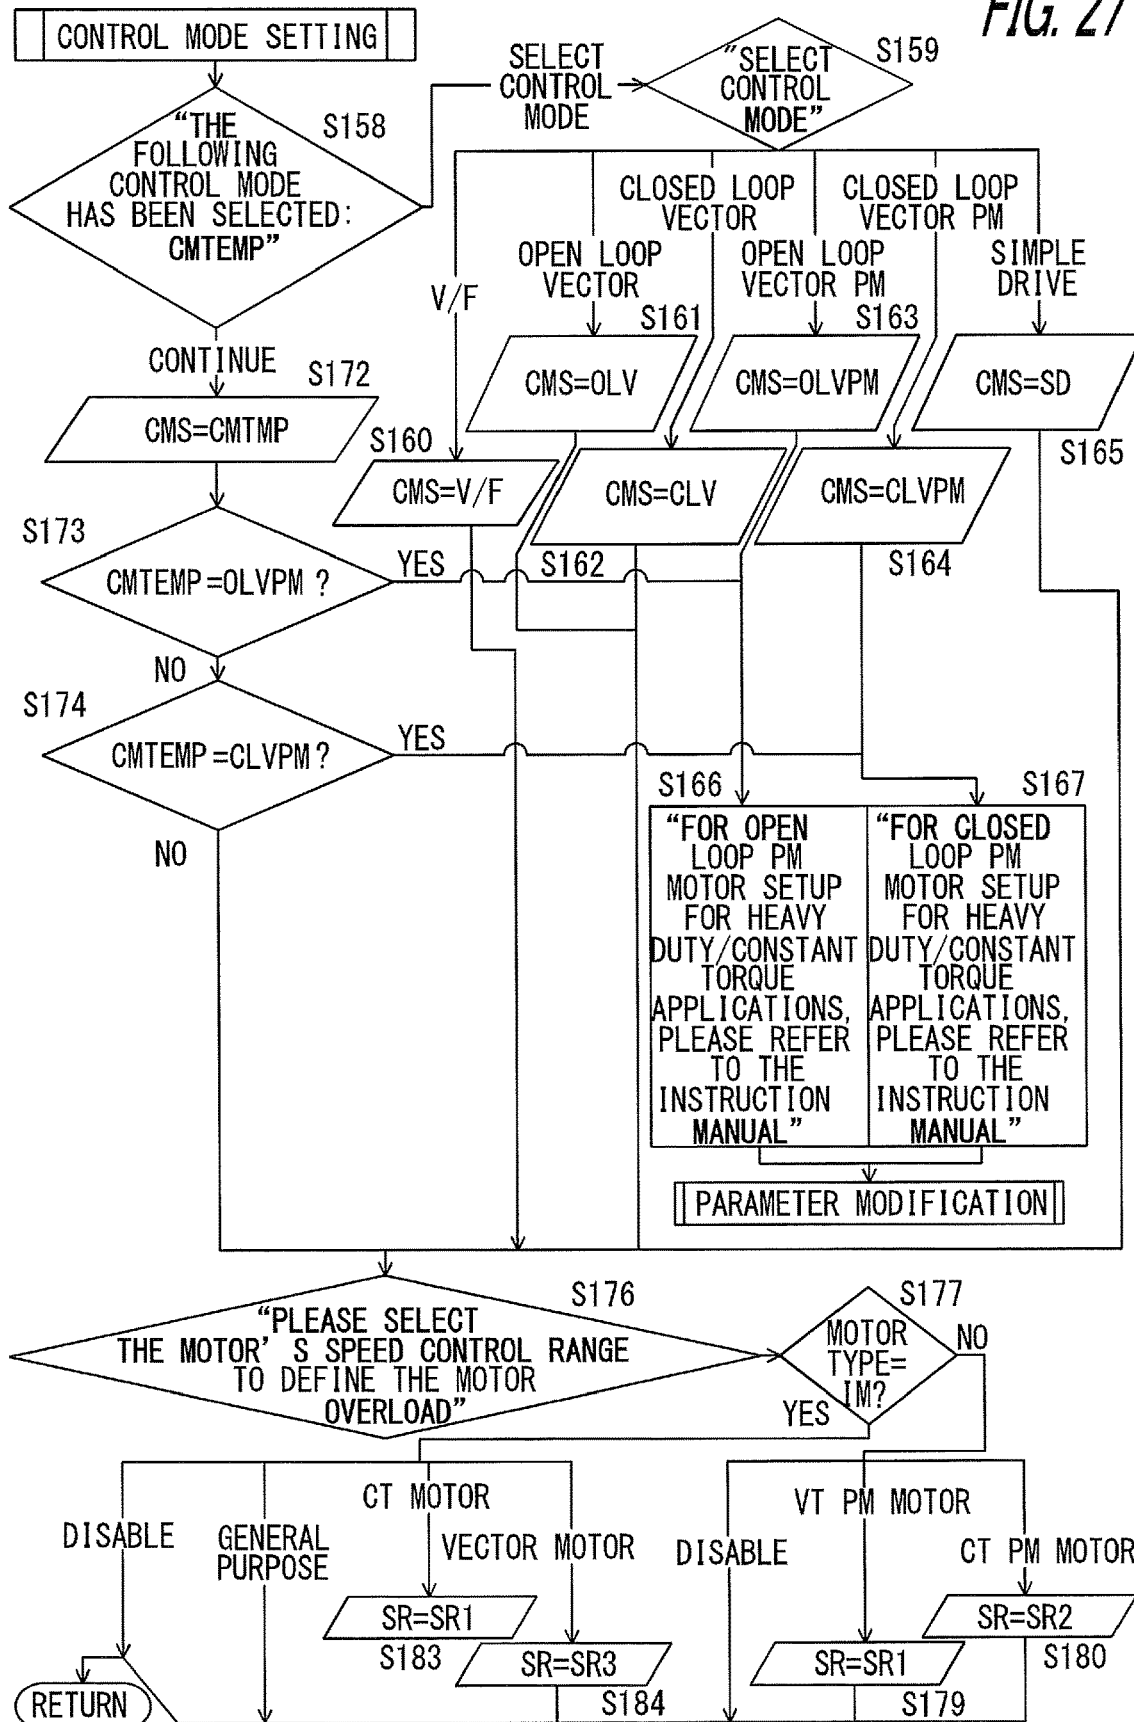 FIG. 27
CONTROL MODE SETTING
"THE
FOLLOWING
CONTROL MODE
HAS BEEN SELECTED:
CMTEMP"
S158
SELECT
CONTROL
MODE
"SELECT
CONTROL
MODE"
S159
V/F
OPEN LOOP
VECTOR
CLOSED LOOP
VECTOR
OPEN LOOP
VECTOR PM
CLOSED LOOP
VECTOR PM
SIMPLE
DRIVE
CONTINUE
S172
CMS=CMTMP
S160
CMS=V/F
S161
CMS=OLV
S163
CMS=OLVPM
CMS=SD
S165
CMS=CLV
S162
CMS=CLVPM
S164
S173
CMTEMP=OLVPM ?
YES
NO
S174
CMTEMP=CLVPM?
YES
NO
S166
"FOR OPEN
LOOP PM
MOTOR SETUP
FOR HEAVY
DUTY/CONSTANT
TORQUE
APPLICATIONS,
PLEASE REFER
TO THE
INSTRUCTION
MANUAL"
S167
"FOR CLOSED
LOOP PM
MOTOR SETUP
FOR HEAVY
DUTY/CONSTANT
TORQUE
APPLICATIONS,
PLEASE REFER
TO THE
INSTRUCTION
MANUAL"
PARAMETER MODIFICATION
S176
"PLEASE SELECT
THE MOTOR' S SPEED CONTROL RANGE
TO DEFINE THE MOTOR
OVERLOAD"
S177
MOTOR
TYPE=
IM?
NO
YES
DISABLE
GENERAL
PURPOSE
CT MOTOR
VECTOR MOTOR
DISABLE
VT PM MOTOR
CT PM MOTOR
SR=SR1
S183
SR=SR3
S184
SR=SR1
S179
SR=SR2
S180
RETURN